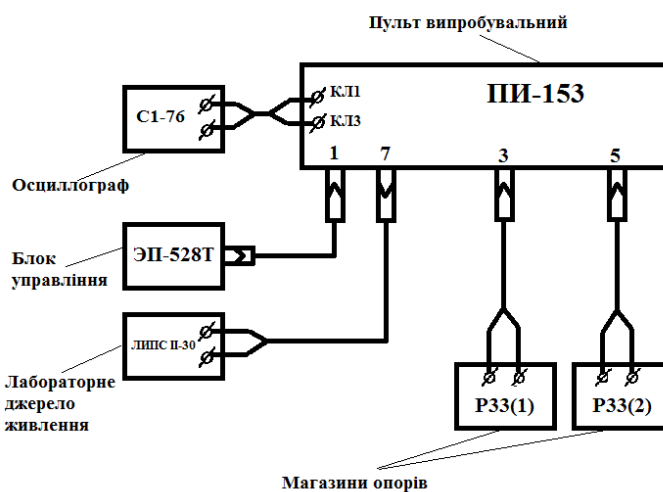 Пульт випробувальний
ПИ-153
С1-76
КЛ1
КЛ3
1
7
3
5
Осциллограф
Блок
управління
ЭП-528Т
ЛИПС II-30
Лабораторне
джерело
живлення
Р33(1)
Р33(2)
Магазини опорів